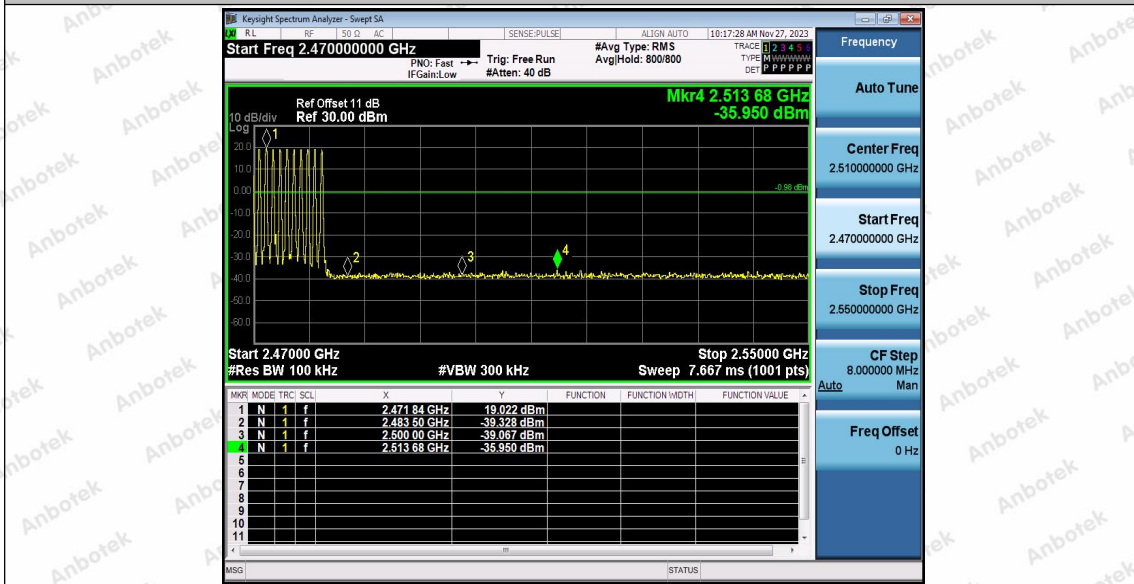 Keysight Spectrum Analyzer - Swept SA
LXI RL RF 50 Ω AC SENSE:PULSE ALIGN AUTO 10:17:28 AM Nov 27, 2023
Start Freq 2.470000000 GHz
PNO: Fast
IFGain:Low
Trig: Free Run
#Atten: 40 dB
#Avg Type: RMS
Avg|Hold: 800/800
TRACE 1 2 3 4 5 6
TYPE M WWWWW
DET P P P P P P
Frequency
Auto Tune
Center Freq
2.510000000 GHz
Start Freq
2.470000000 GHz
Stop Freq
2.550000000 GHz
CF Step
8.000000 MHz
Auto Man
Freq Offset
0 Hz
Mkr4 2.513 68 GHz
-35.950 dBm
Ref Offset 11 dB
10 dB/div Ref 30.00 dBm
Log
20.0
10.0
0.00
-10.0
-20.0
-30.0
-40.0
-50.0
-60.0
1
2
3
4
-0.98 dBm
Start 2.47000 GHz Stop 2.55000 GHz
#Res BW 100 kHz #VBW 300 kHz Sweep 7.667 ms (1001 pts)
MKR MODE TRC SCL X Y FUNCTION FUNCTION WIDTH FUNCTION VALUE
1 N 1 f 2.471 84 GHz 19.022 dBm
2 N 1 f 2.483 50 GHz -39.328 dBm
3 N 1 f 2.500 00 GHz -39.067 dBm
4 N 1 f 2.513 68 GHz -35.950 dBm
5
6
7
8
9
10
11
MSG STATUS
Anbotek